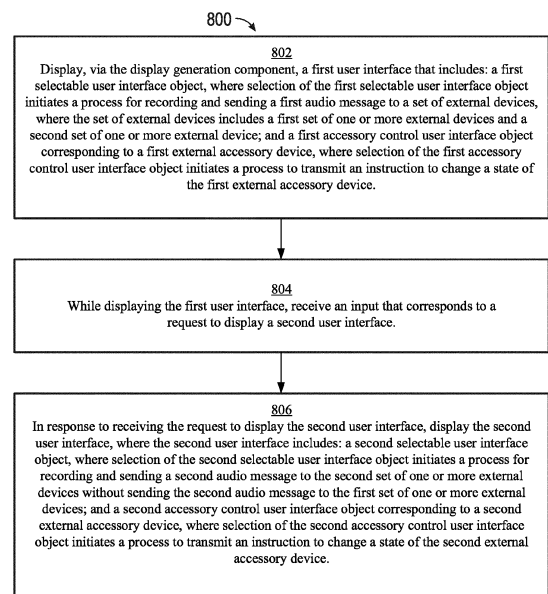 800
802
Display, via the display generation component, a first user interface that includes: a first
selectable user interface object, where selection of the first selectable user interface object
initiates a process for recording and sending a first audio message to a set of external devices,
where the set of external devices includes a first set of one or more external devices and a
second set of one or more external device; and a first accessory control user interface object
corresponding to a first external accessory device, where selection of the first accessory
control user interface object initiates a process to transmit an instruction to change a state of
the first external accessory device.
804
While displaying the first user interface, receive an input that corresponds to a
request to display a second user interface.
806
In response to receiving the request to display the second user interface, display the second
user interface, where the second user interface includes: a second selectable user interface
object, where selection of the second selectable user interface object initiates a process for
recording and sending a second audio message to the second set of one or more external
devices without sending the second audio message to the first set of one or more external
devices; and a second accessory control user interface object corresponding to a second
external accessory device, where selection of the second accessory control user interface
object initiates a process to transmit an instruction to change a state of the second external
accessory device.